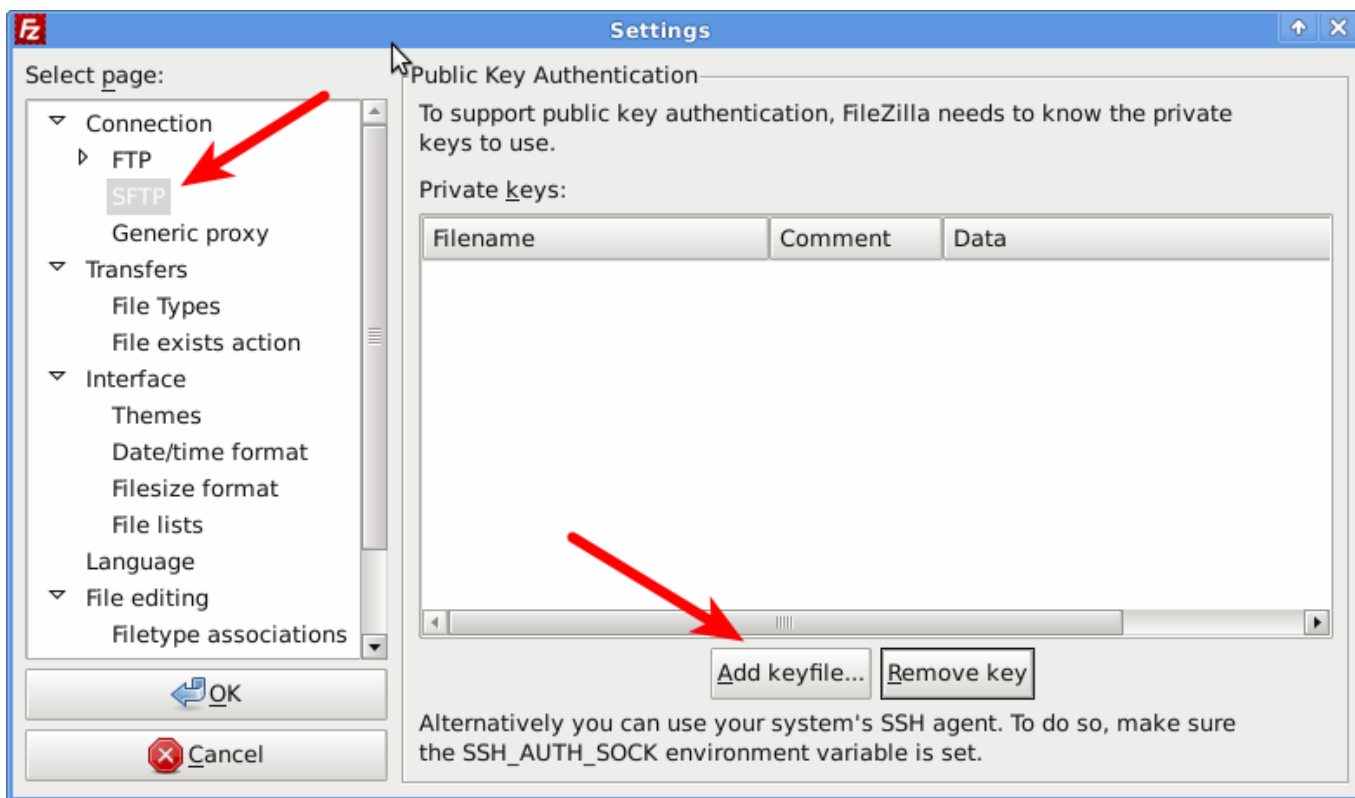 Fz
Settings
Select page:
Connection
FTP
SFTP
Generic proxy
Transfers
File Types
File exists action
Interface
Themes
Date/time format
Filesize format
File lists
Language
File editing
Filetype associations
OK
Cancel
Public Key Authentication
To support public key authentication, FileZilla needs to know the private
keys to use.
Private keys:
Filename Comment Data
Add keyfile... Remove key
Alternatively you can use your system's SSH agent. To do so, make sure
the SSH_AUTH_SOCK environment variable is set.